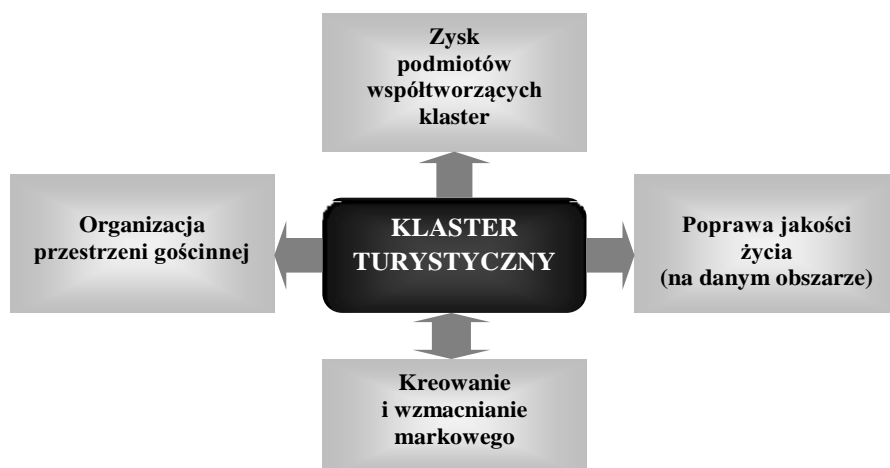 Zysk
podmiotów
współtworzących
klaster
Organizacja
przestrzeni gościnnej
KLASTER
TURYSTYCZNY
Poprawa jakości
życia
(na danym obszarze)
Kreowanie
i wzmacnianie
markowego